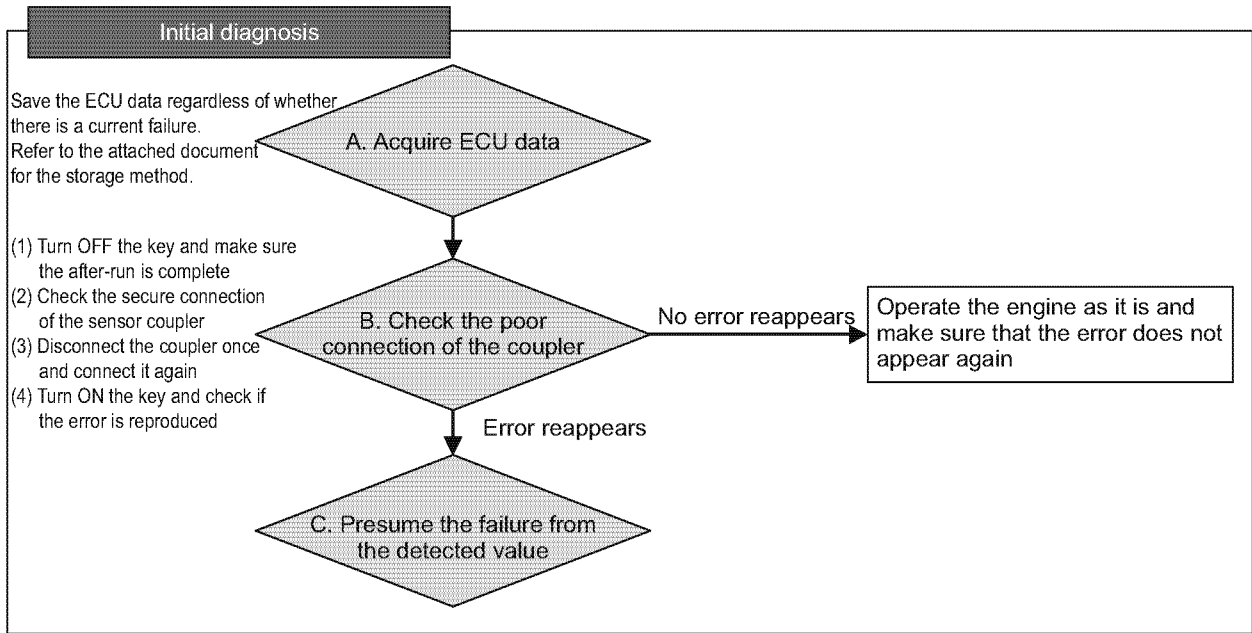 Initial diagnosis
Save the ECU data regardless of whether
there is a current failure.
Refer to the attached document
for the storage method.
A. Acquire ECU data
(1) Turn OFF the key and make sure
the after-run is complete
(2) Check the secure connection
of the sensor coupler
(3) Disconnect the coupler once
and connect it again
(4) Turn ON the key and check if
the error is reproduced
B. Check the poor
connection of the coupler
No error reappears
Operate the engine as it is and
make sure that the error does not
appear again
Error reappears
C. Presume the failure from
the detected value